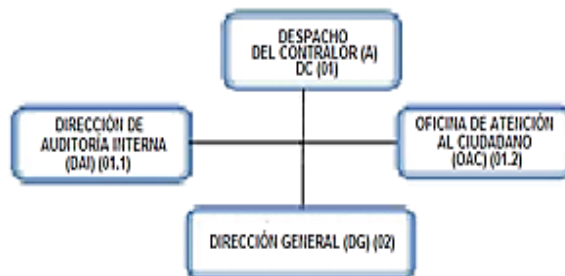 DESPACHO
DEL CONTRALOR (A)
DC (01)
DIRECCIÓN DE
AUDITORÍA INTERNA
(DAI) (01.1)
OFICINA DE ATENCIÓN
AL CIUDADANO
(OAC) (01.2)
DIRECCIÓN GENERAL (DG) (02)